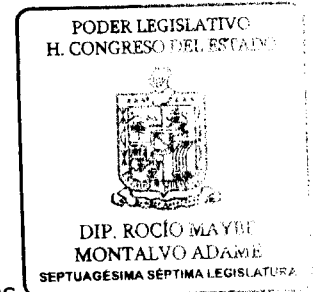 PODER LEGISLATIVO
H. CONGRESO DEL ESTADO
DIP. ROCÍO MAYBE
MONTALVO ADAME
SEPTUAGÉSIMA SÉPTIMA LEGISLATURA